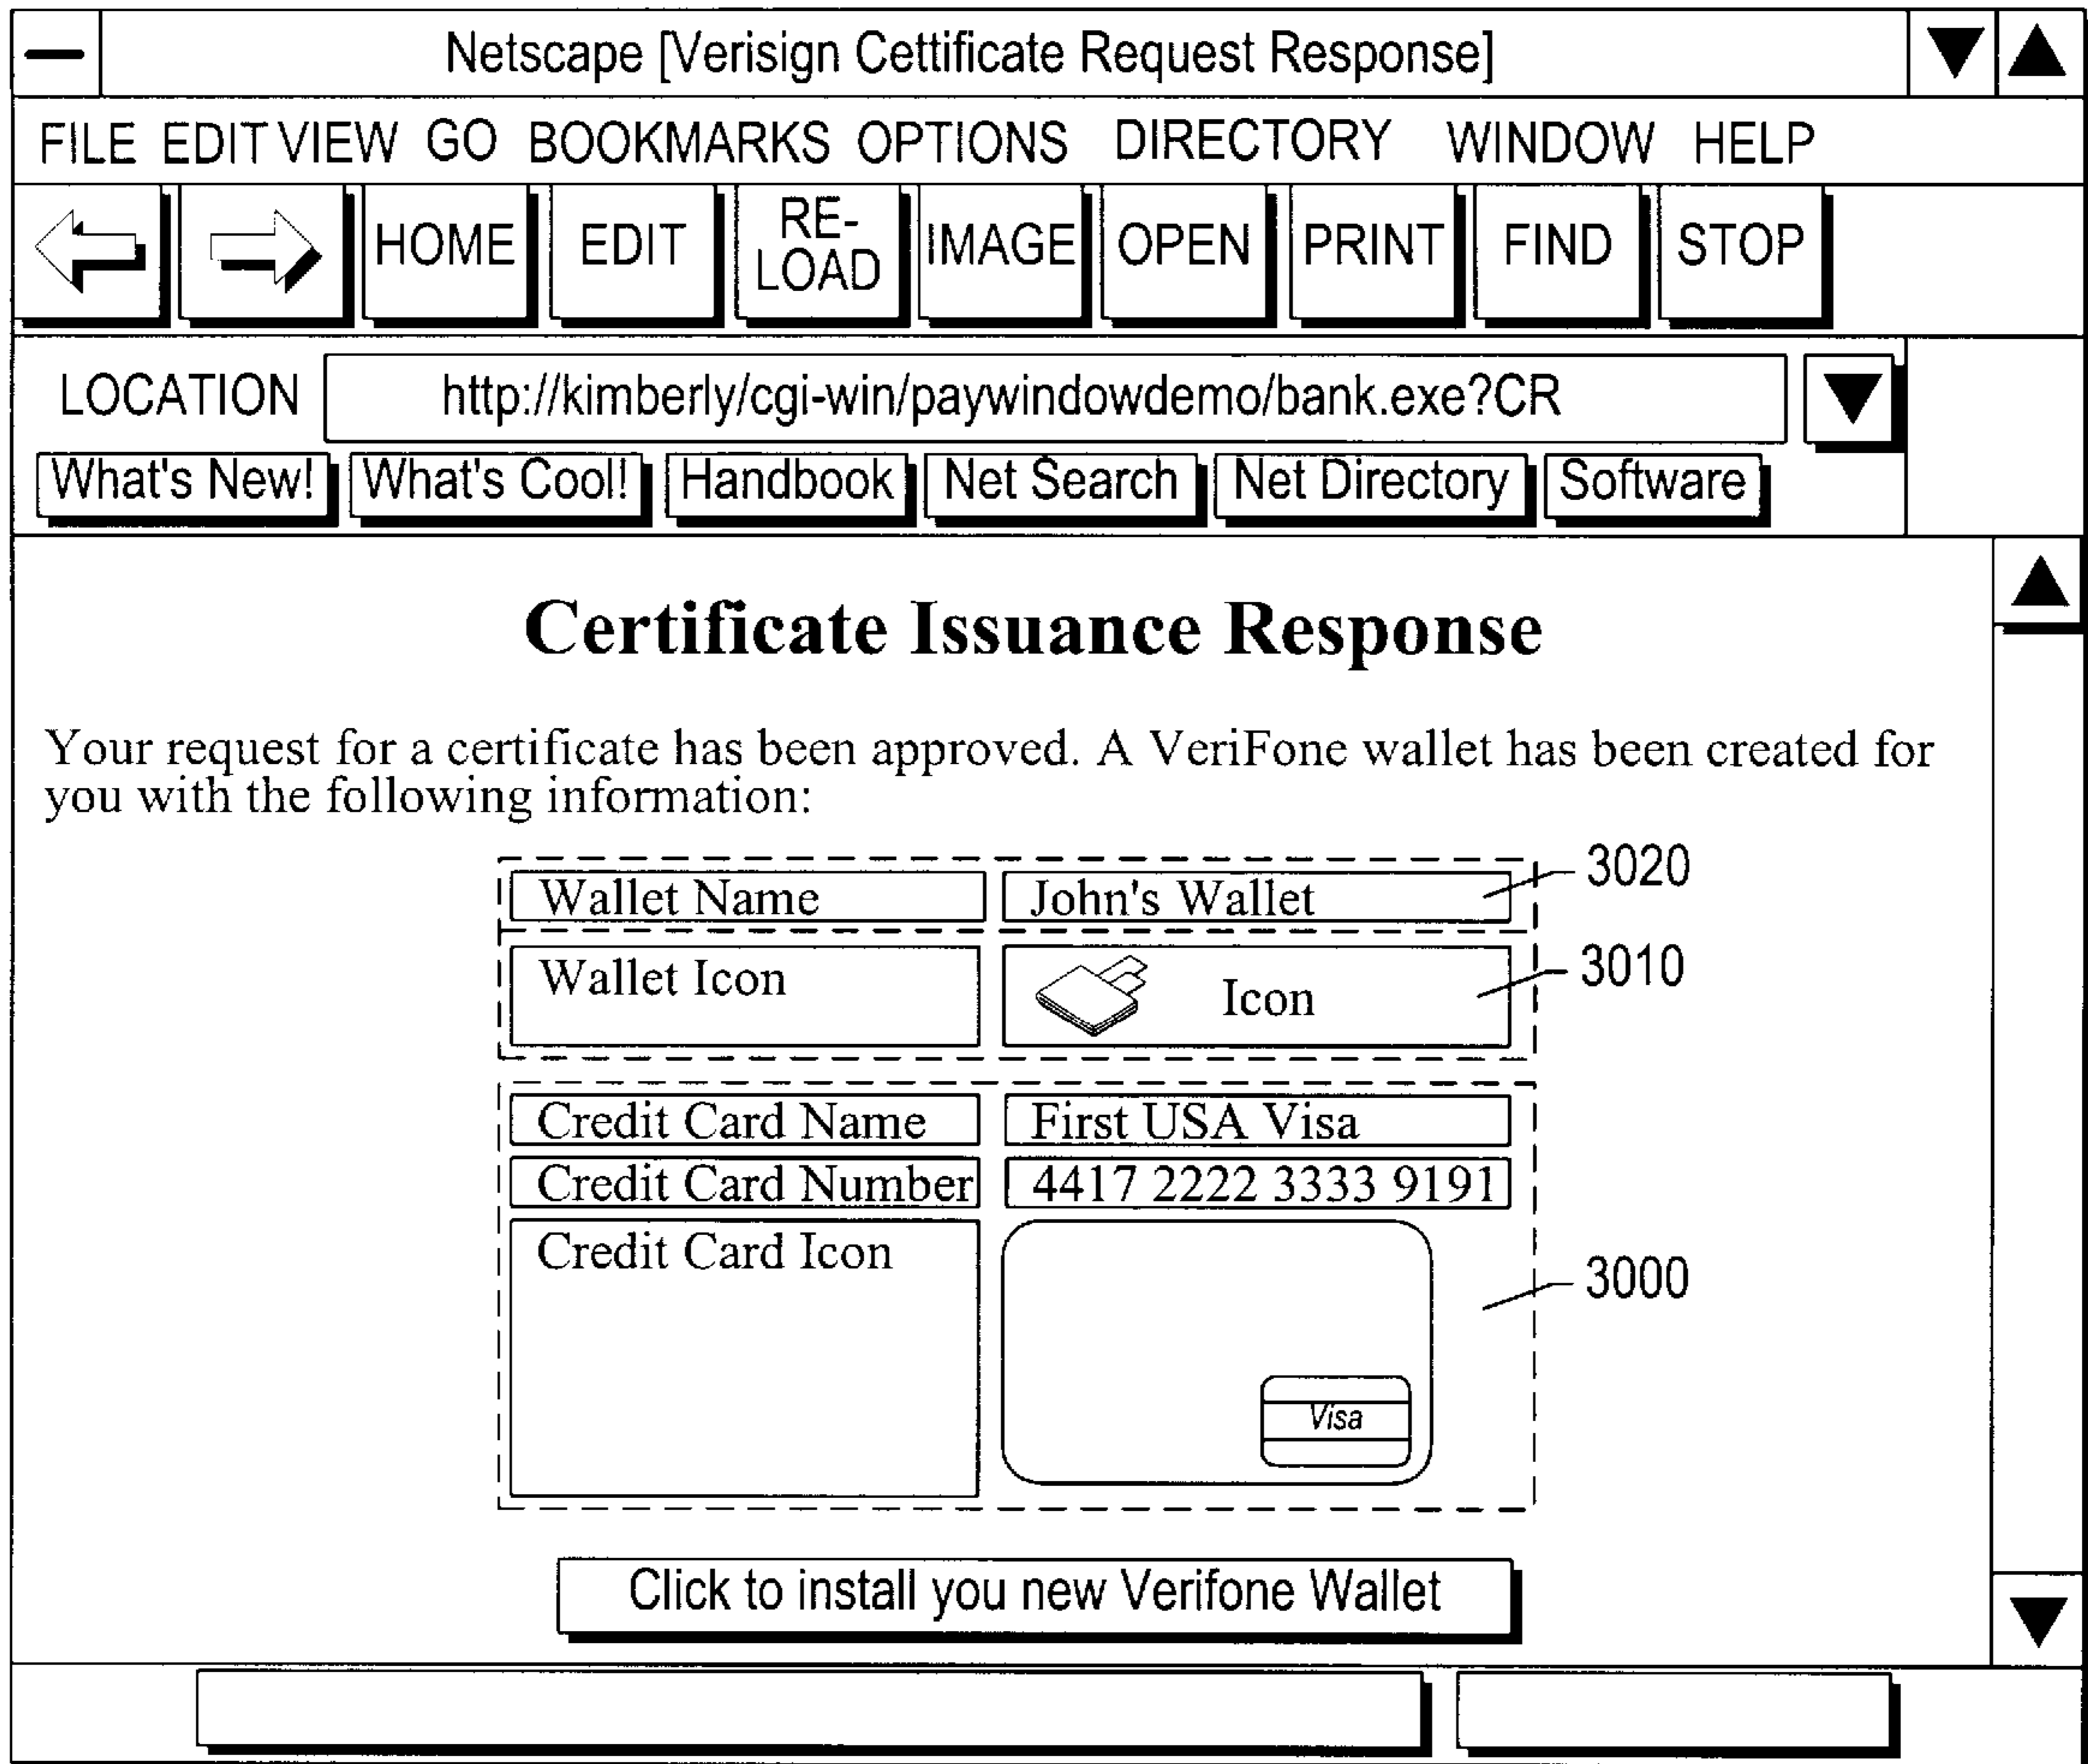 Netscape [Verisign Cettificate Request Response]
FILE EDIT VIEW GO BOOKMARKS OPTIONS DIRECTORY WINDOW HELP
HOME EDIT RE-LOAD IMAGE OPEN PRINT FIND STOP
LOCATION http://kimberly/cgi-win/paywindowdemo/bank.exe?CR
What's New! What's Cool! Handbook Net Search Net Directory Software
Certificate Issuance Response
Your request for a certificate has been approved. A VeriFone wallet has been created for
you with the following information:
Wallet Name John's Wallet 3020
Wallet Icon Icon 3010
Credit Card Name First USA Visa
Credit Card Number 4417 2222 3333 9191
Credit Card Icon 3000
Visa
Click to install you new Verifone Wallet